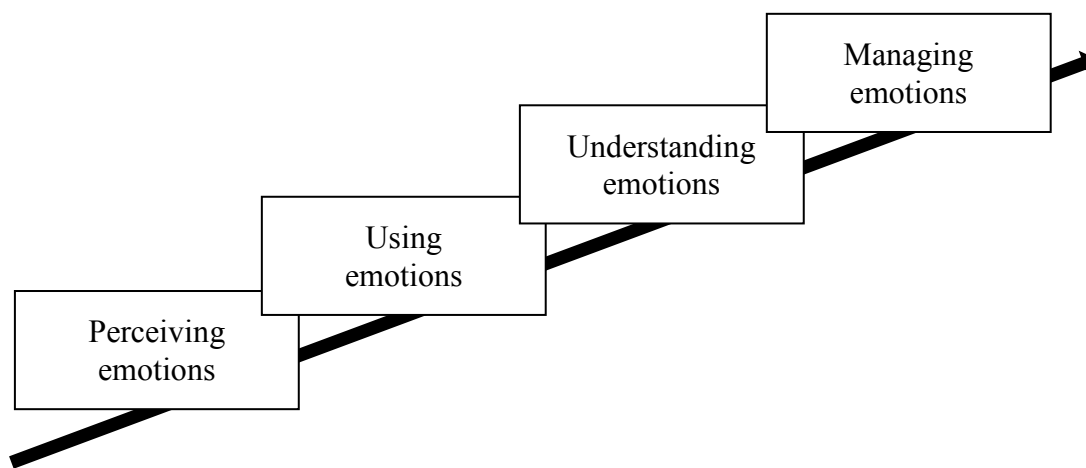 Managing
emotions
Understanding
emotions
Using
emotions
Perceiving
emotions